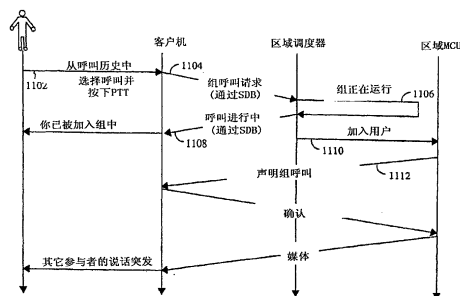 客户机
区域调度器
区域MCU
从呼叫历史中
1102
选择呼叫并
按下PTT
1104
组呼叫请求
(通过SDB)
组正在运行
1106
你已被加入组中
呼叫进行中
(通过SDB)
1108
加入用户
1110
声明组呼叫
1112
确认
媒体
其它参与者的说话突发